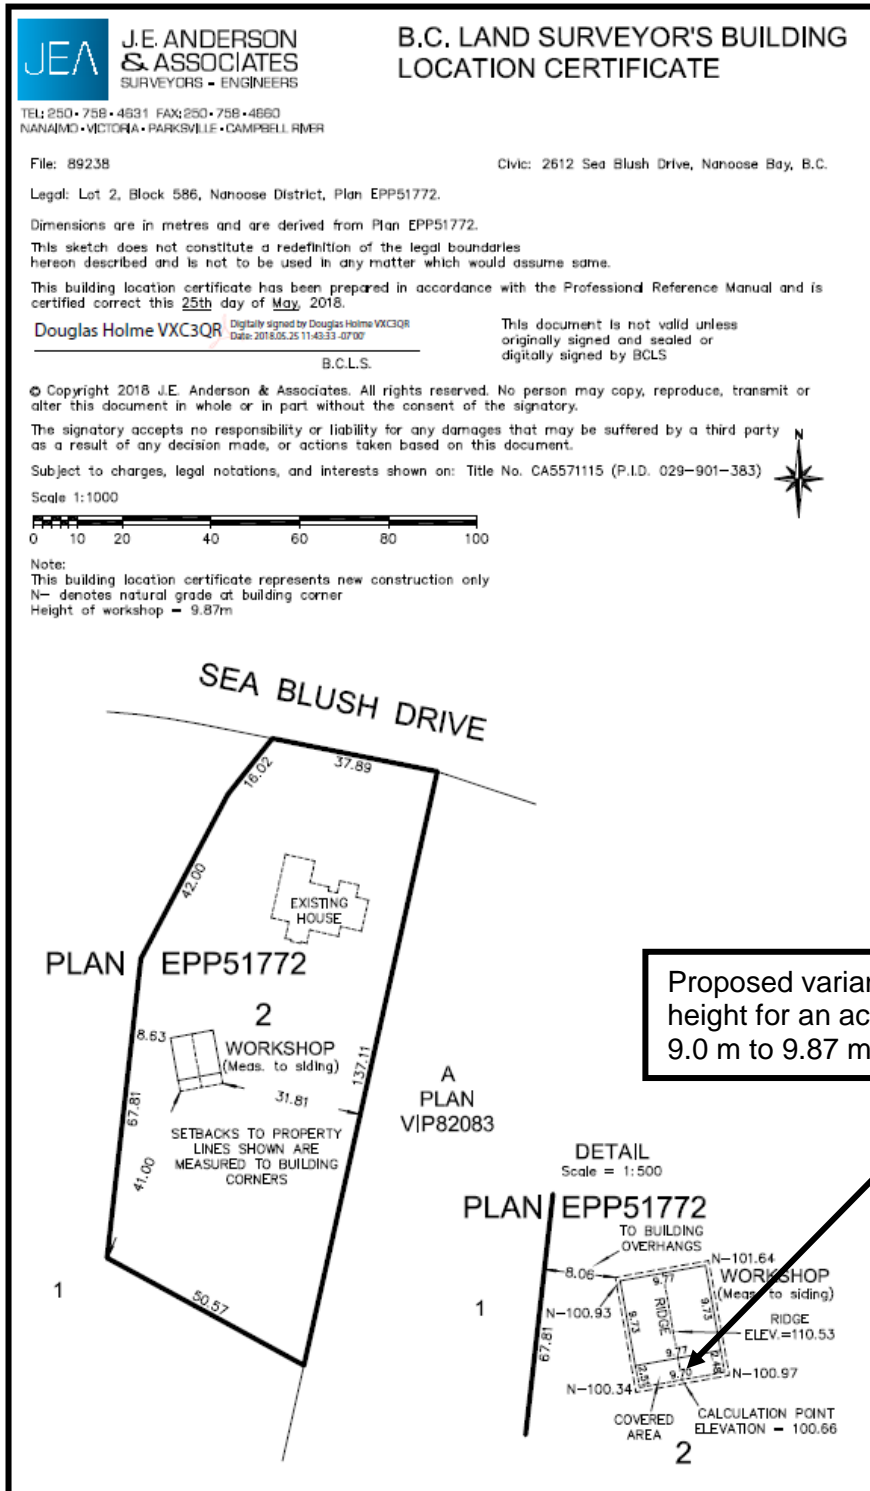 JEA
J.E. ANDERSON
& ASSOCIATES
SURVEYORS - ENGINEERS
TEL: 250 • 758 • 4631 FAX: 250 • 758 • 4660
NANAIMO • VICTORIA • PARKSVILLE • CAMPBELL RIVER
B.C. LAND SURVEYOR'S BUILDING
LOCATION CERTIFICATE
File: 89238
Civic: 2612 Sea Blush Drive, Nanoose Bay, B.C.
Legal: Lot 2, Block 586, Nanoose District, Plan EPP51772.
Dimensions are in metres and are derived from Plan EPP51772.
This sketch does not constitute a redefinition of the legal boundaries
hereon described and is not to be used in any matter which would assume same.
This building location certificate has been prepared in accordance with the Professional Reference Manual and is
certified correct this 25th day of May, 2018.
Douglas Holme VXC3QR
Digitally signed by Douglas Holme VXC3QR
Date: 2018.05.25 11:43:33 -07'00'
B.C.L.S.
This document is not valid unless
originally signed and sealed or
digitally signed by BCLS
© Copyright 2018 J.E. Anderson & Associates. All rights reserved. No person may copy, reproduce, transmit or
alter this document in whole or in part without the consent of the signatory.
The signatory accepts no responsibility or liability for any damages that may be suffered by a third party
as a result of any decision made, or actions taken based on this document.
N
Subject to charges, legal notations, and interests shown on: Title No. CA5571115 (P.I.D. 029-901-383)
Scale 1:1000
0 10 20 40 60 80 100
Note:
This building location certificate represents new construction only
N- denotes natural grade at building corner
Height of workshop = 9.87m
SEA BLUSH DRIVE
37.89
16.02
42.00
EXISTING
HOUSE
PLAN EPP51772
2
8.63
WORKSHOP
(Meas. to siding)
31.81
137.11
67.81
41.00
SETBACKS TO PROPERTY
LINES SHOWN ARE
MEASURED TO BUILDING
CORNERS
50.57
1
A
PLAN
VIP82083
Proposed varian
height for an ac
9.0 m to 9.87 m
DETAIL
Scale = 1:500
PLAN EPP51772
TO BUILDING
OVERHANGS
8.06
N-101.64
9.77
WORKSHOP
(Meas. to siding)
N-100.93
9.73
RIDGE
9.73
RIDGE
ELEV.=110.53
1
67.81
9.77
2.48
9.70
N-100.97
N-100.34
COVERED
AREA
CALCULATION POINT
ELEVATION = 100.66
2